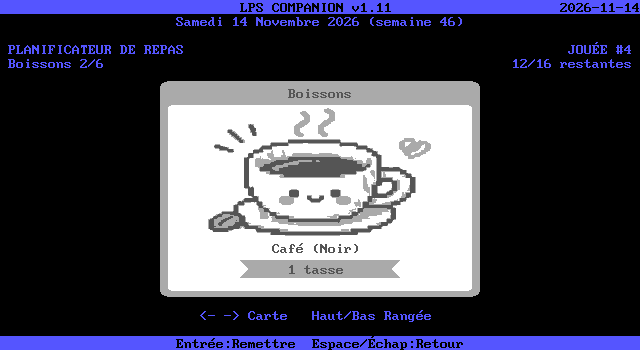 LPS COMPANION v1.11 2026-11-14
Samedi 14 Novembre 2026 (semaine 46)
PLANIFICATEUR DE REPAS JOUÉE #4
Boissons 2/6 12/16 restantes
Boissons
Café (Noir)
1 tasse
<- -> Carte Haut/Bas Rangée
Entrée:Remettre Espace/Échap:Retour